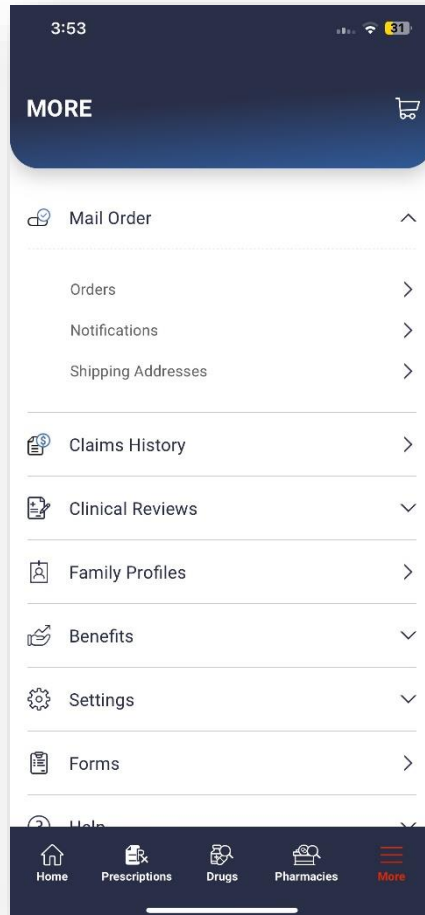 3:53
31
MORE
Mail Order
Orders
Notifications
Shipping Addresses
Claims History
Clinical Reviews
Family Profiles
Benefits
Settings
Forms
Help
Home Prescriptions Drugs Pharmacies More